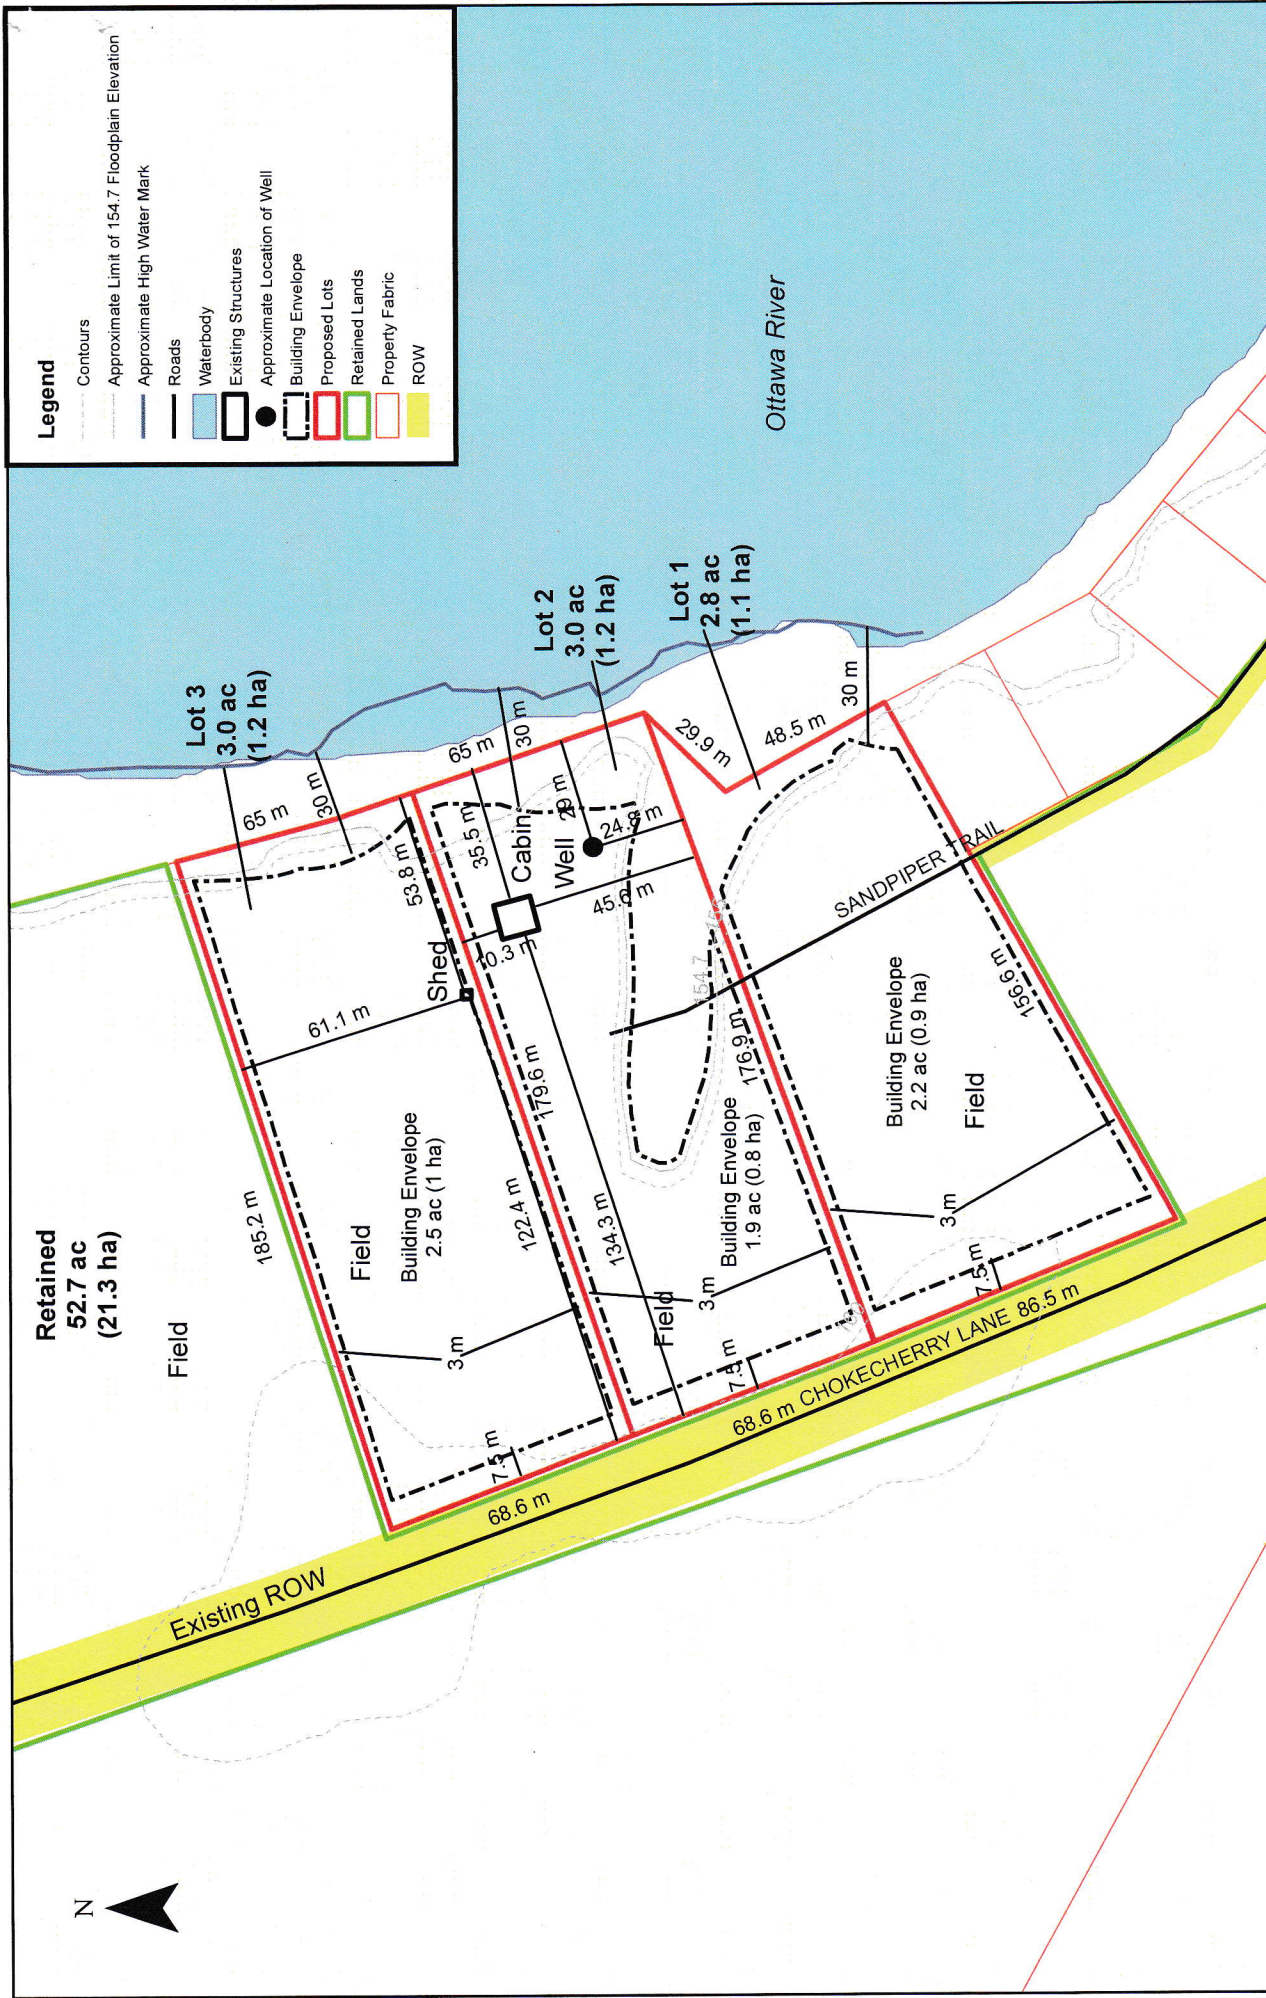 Legend
Contours
Approximate Limit of 154.7 Floodplain Elevation
Approximate High Water Mark
Roads
Waterbody
Existing Structures
Approximate Location of Well
Building Envelope
Proposed Lots
Retained Lands
Property Fabric
ROW
Ottawa River
N
Retained
52.7 ac
(21.3 ha)
Field
Lot 3
3.0 ac
(1.2 ha)
65 m
30 m
185.2 m
61.1 m
53.8 m
Shed
Field
Building Envelope
2.5 ac (1 ha)
122.4 m
3 m
7.5 m
68.6 m
Existing ROW
Lot 2
3.0 ac
(1.2 ha)
65 m
30 m
35.5 m
Cabin
Well
29 m
24.8 m
45.6 m
10.3 m
179.6 m
134.3 m
154.7
155
Building Envelope
1.9 ac (0.8 ha)
Field
3 m
7.5 m
160
68.6 m
176.9 m
Lot 1
2.8 ac
(1.1 ha)
29.9 m
48.5 m
30 m
SANDPIPER TRAIL
Building Envelope
2.2 ac (0.9 ha)
Field
156.6 m
3 m
7.5 m
CHOKECHERRY LANE
86.5 m